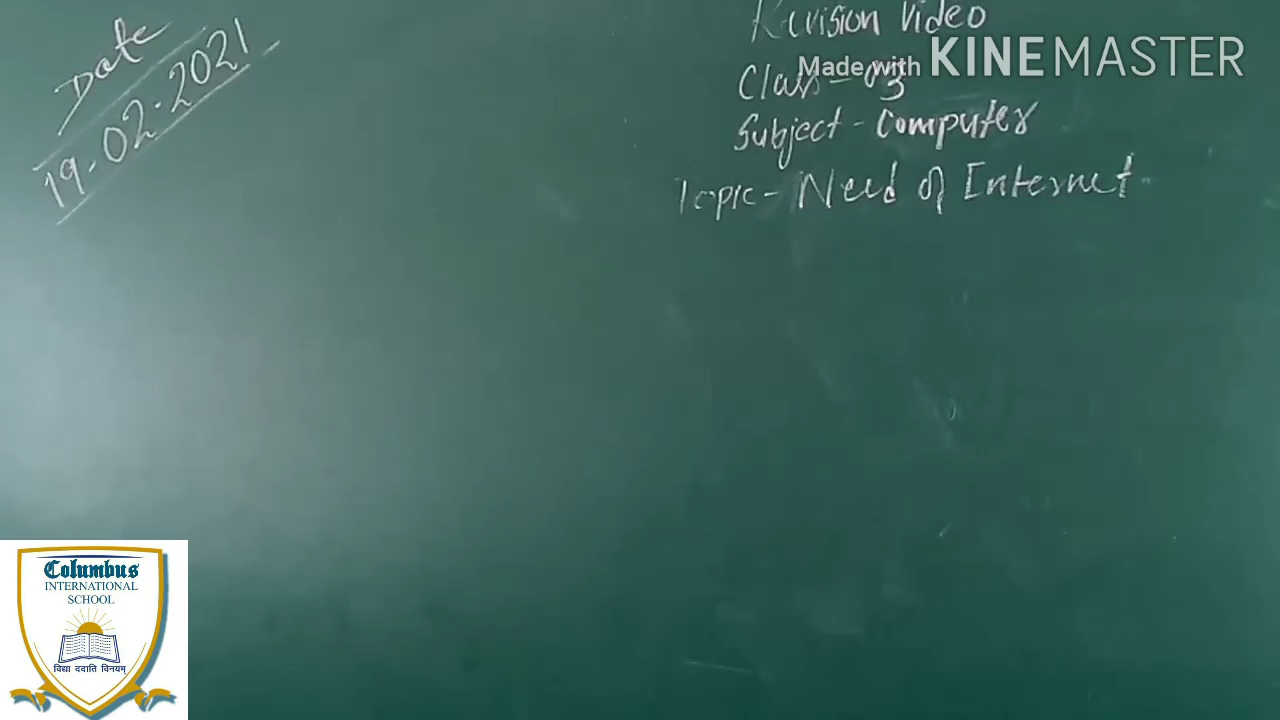 Date
19-02-2021
Revision Video
Made with KINEMASTER
Class - 03
Subject - Computer
Topic - Need of Internet
Columbus
INTERNATIONAL
SCHOOL
विद्या ददाति विनयम्